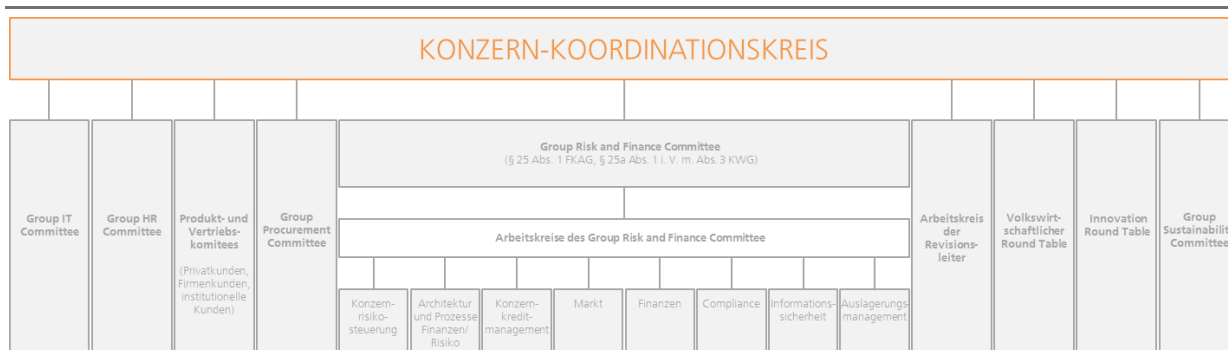 KONZERN-KOORDINATIONSKREIS
Group IT
Committee
Group HR
Committee
Produkt- und
Vertriebs-
komitees
(Privatkunden,
Firmenkunden,
institutionelle
Kunden)
Group
Procurement
Committee
Group Risk and Finance Committee
(§ 25 Abs. 1 FKAG, § 25a Abs. 1 i. V. m. Abs. 3 KWG)
Arbeitskreise des Group Risk and Finance Committee
Konzern-
risiko-
steuerung
Architektur
und Prozesse
Finanzen/
Risiko
Konzern-
kredit-
management
Markt
Finanzen
Compliance
Informations-
sicherheit
Auslagerungs-
management
Arbeitskreis
der
Revisions-
leiter
Volkswirt-
schaftlicher
Round Table
Innovation
Round Table
Group
Sustainabilit
Committee